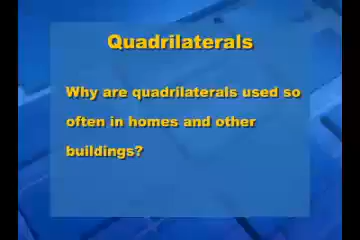 Quadrilaterals
Why are quadrilaterals used so
often in homes and other
buildings?